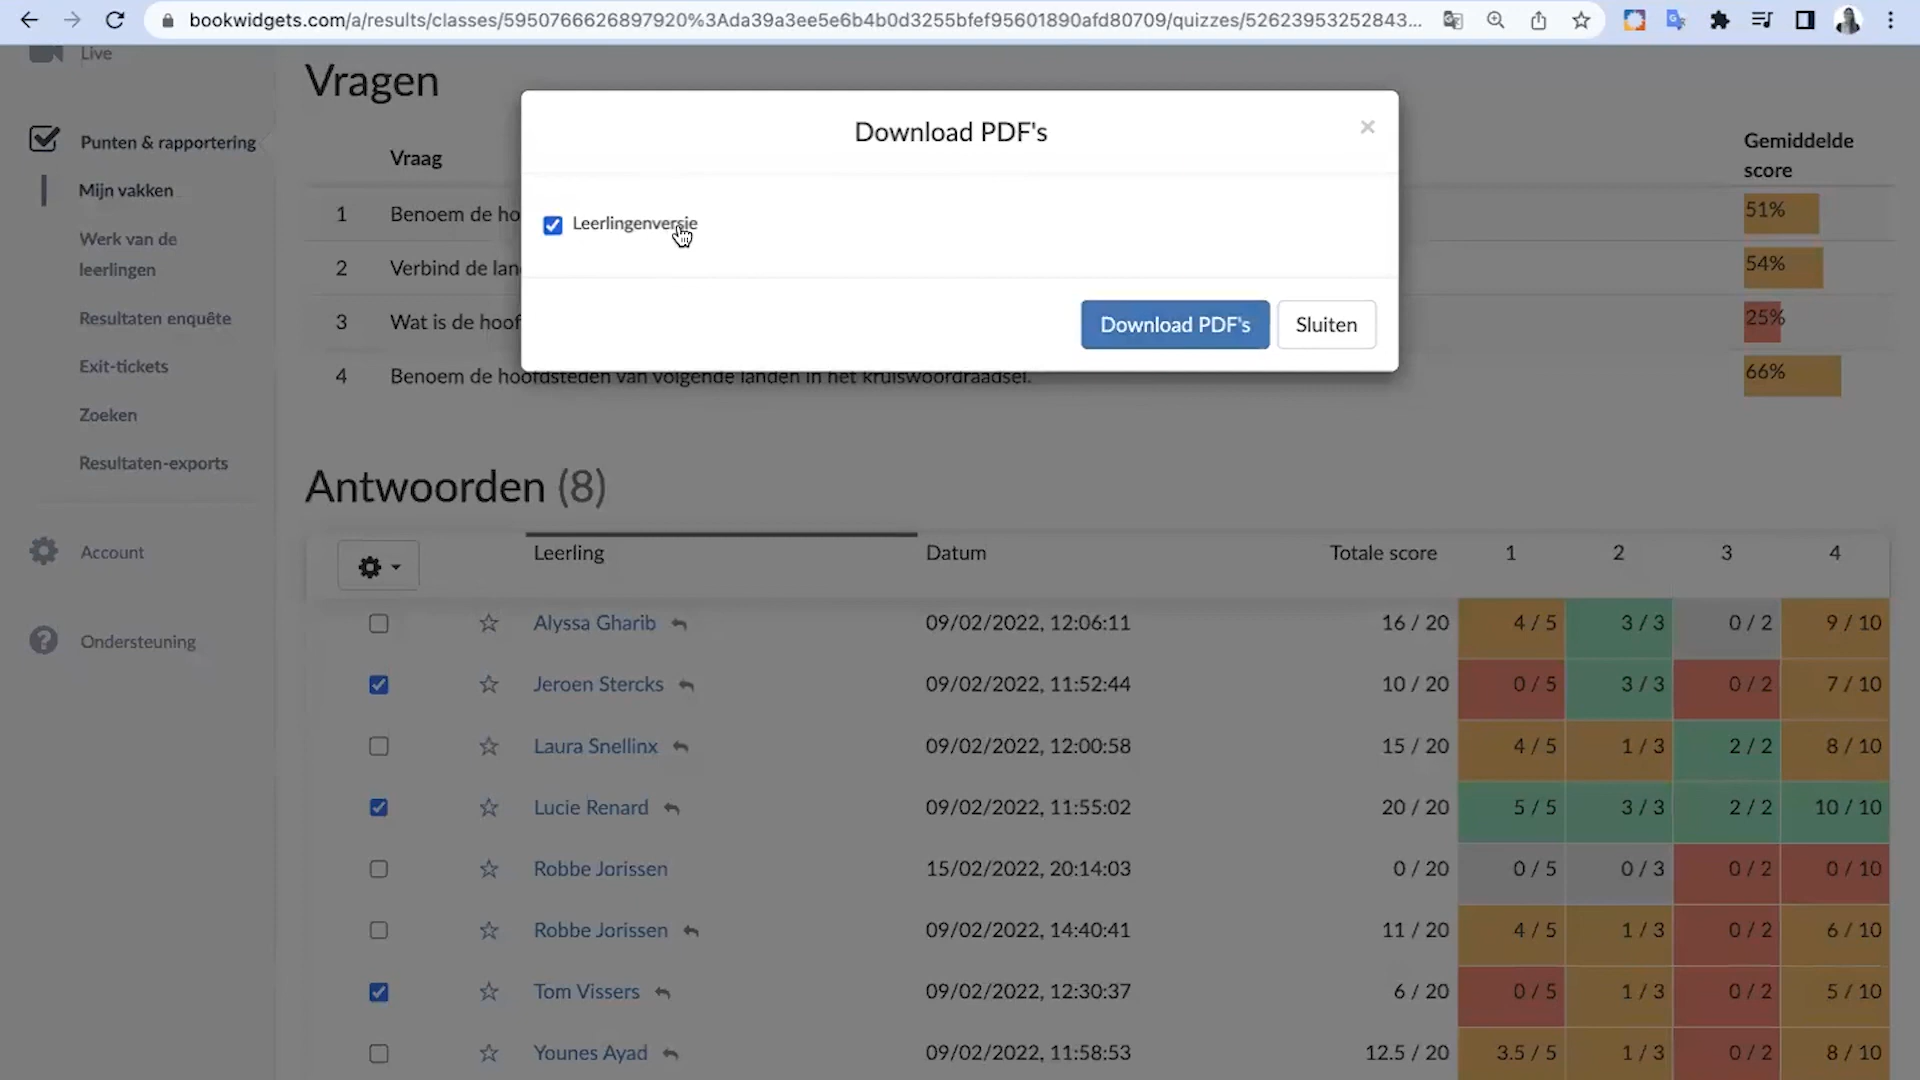 bookwidgets.com/a/results/classes/5950766626897920%3Ada39a3ee5e6b4b0d3255bfef95601890afd80709/quizzes/52623953252843...
Live
Punten & rapportering
Mijn vakken
Werk van de
leerlingen
Resultaten enquête
Exit-tickets
Zoeken
Resultaten-exports
Account
Ondersteuning
Vragen
Vraag
Gemiddelde
score
1 Benoem de ho 51%
2 Verbind de lan 54%
3 Wat is de hoof 25%
4 Benoem de hoofdsteden van volgende landen in het kruiswoordraadsel. 66%
Download PDF's
×
Leerlingenversie
Download PDF's Sluiten
Antwoorden (8)
Leerling Datum Totale score 1 2 3 4
Alyssa Gharib 09/02/2022, 12:06:11 16 / 20 4 / 5 3 / 3 0 / 2 9 / 10
Jeroen Stercks 09/02/2022, 11:52:44 10 / 20 0 / 5 3 / 3 0 / 2 7 / 10
Laura Snellinx 09/02/2022, 12:00:58 15 / 20 4 / 5 1 / 3 2 / 2 8 / 10
Lucie Renard 09/02/2022, 11:55:02 20 / 20 5 / 5 3 / 3 2 / 2 10 / 10
Robbe Jorissen 15/02/2022, 20:14:03 0 / 20 0 / 5 0 / 3 0 / 2 0 / 10
Robbe Jorissen 09/02/2022, 14:40:41 11 / 20 4 / 5 1 / 3 0 / 2 6 / 10
Tom Vissers 09/02/2022, 12:30:37 6 / 20 0 / 5 1 / 3 0 / 2 5 / 10
Younes Ayad 09/02/2022, 11:58:53 12.5 / 20 3.5 / 5 1 / 3 0 / 2 8 / 10